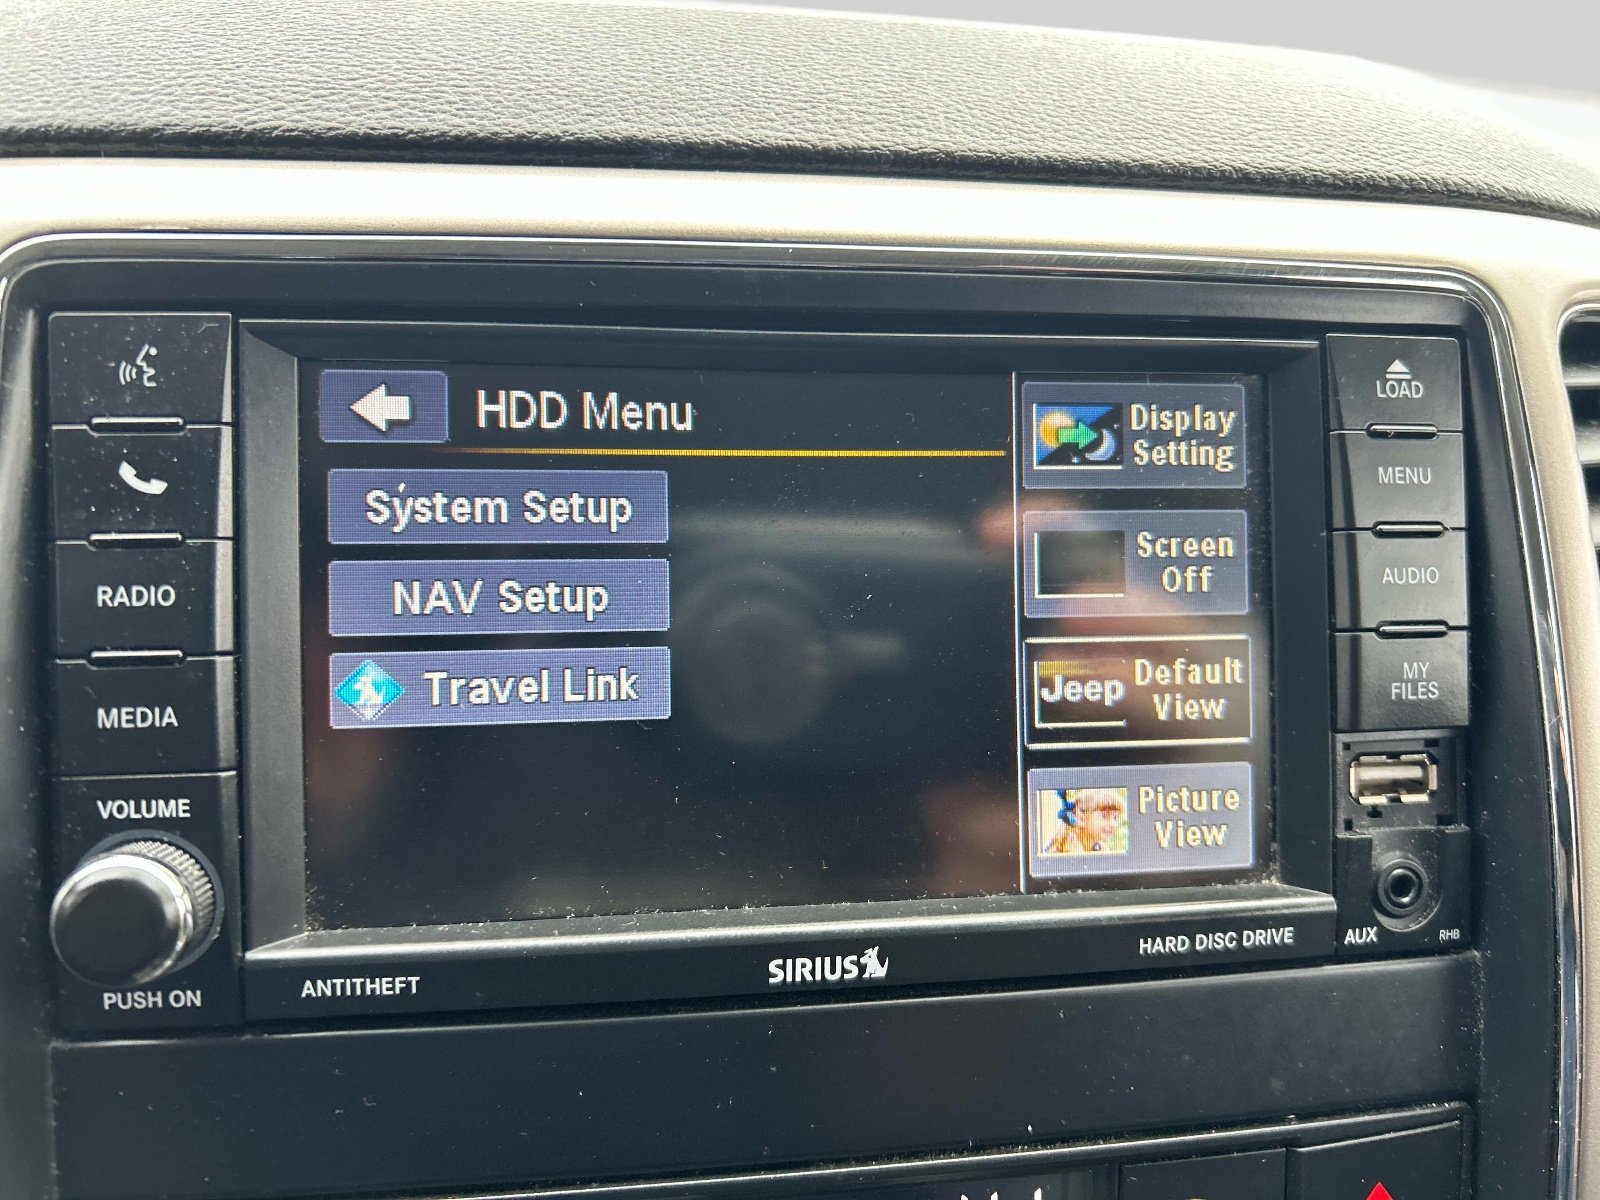 HDD Menu
System Setup
NAV Setup
Travel Link
Display
Setting
Screen
Off
Jeep
Default
View
Picture
View
RADIO
MEDIA
VOLUME
PUSH ON
LOAD
MENU
AUDIO
MY
FILES
AUX
RHB
ANTITHEFT
SIRIUS
HARD DISC DRIVE